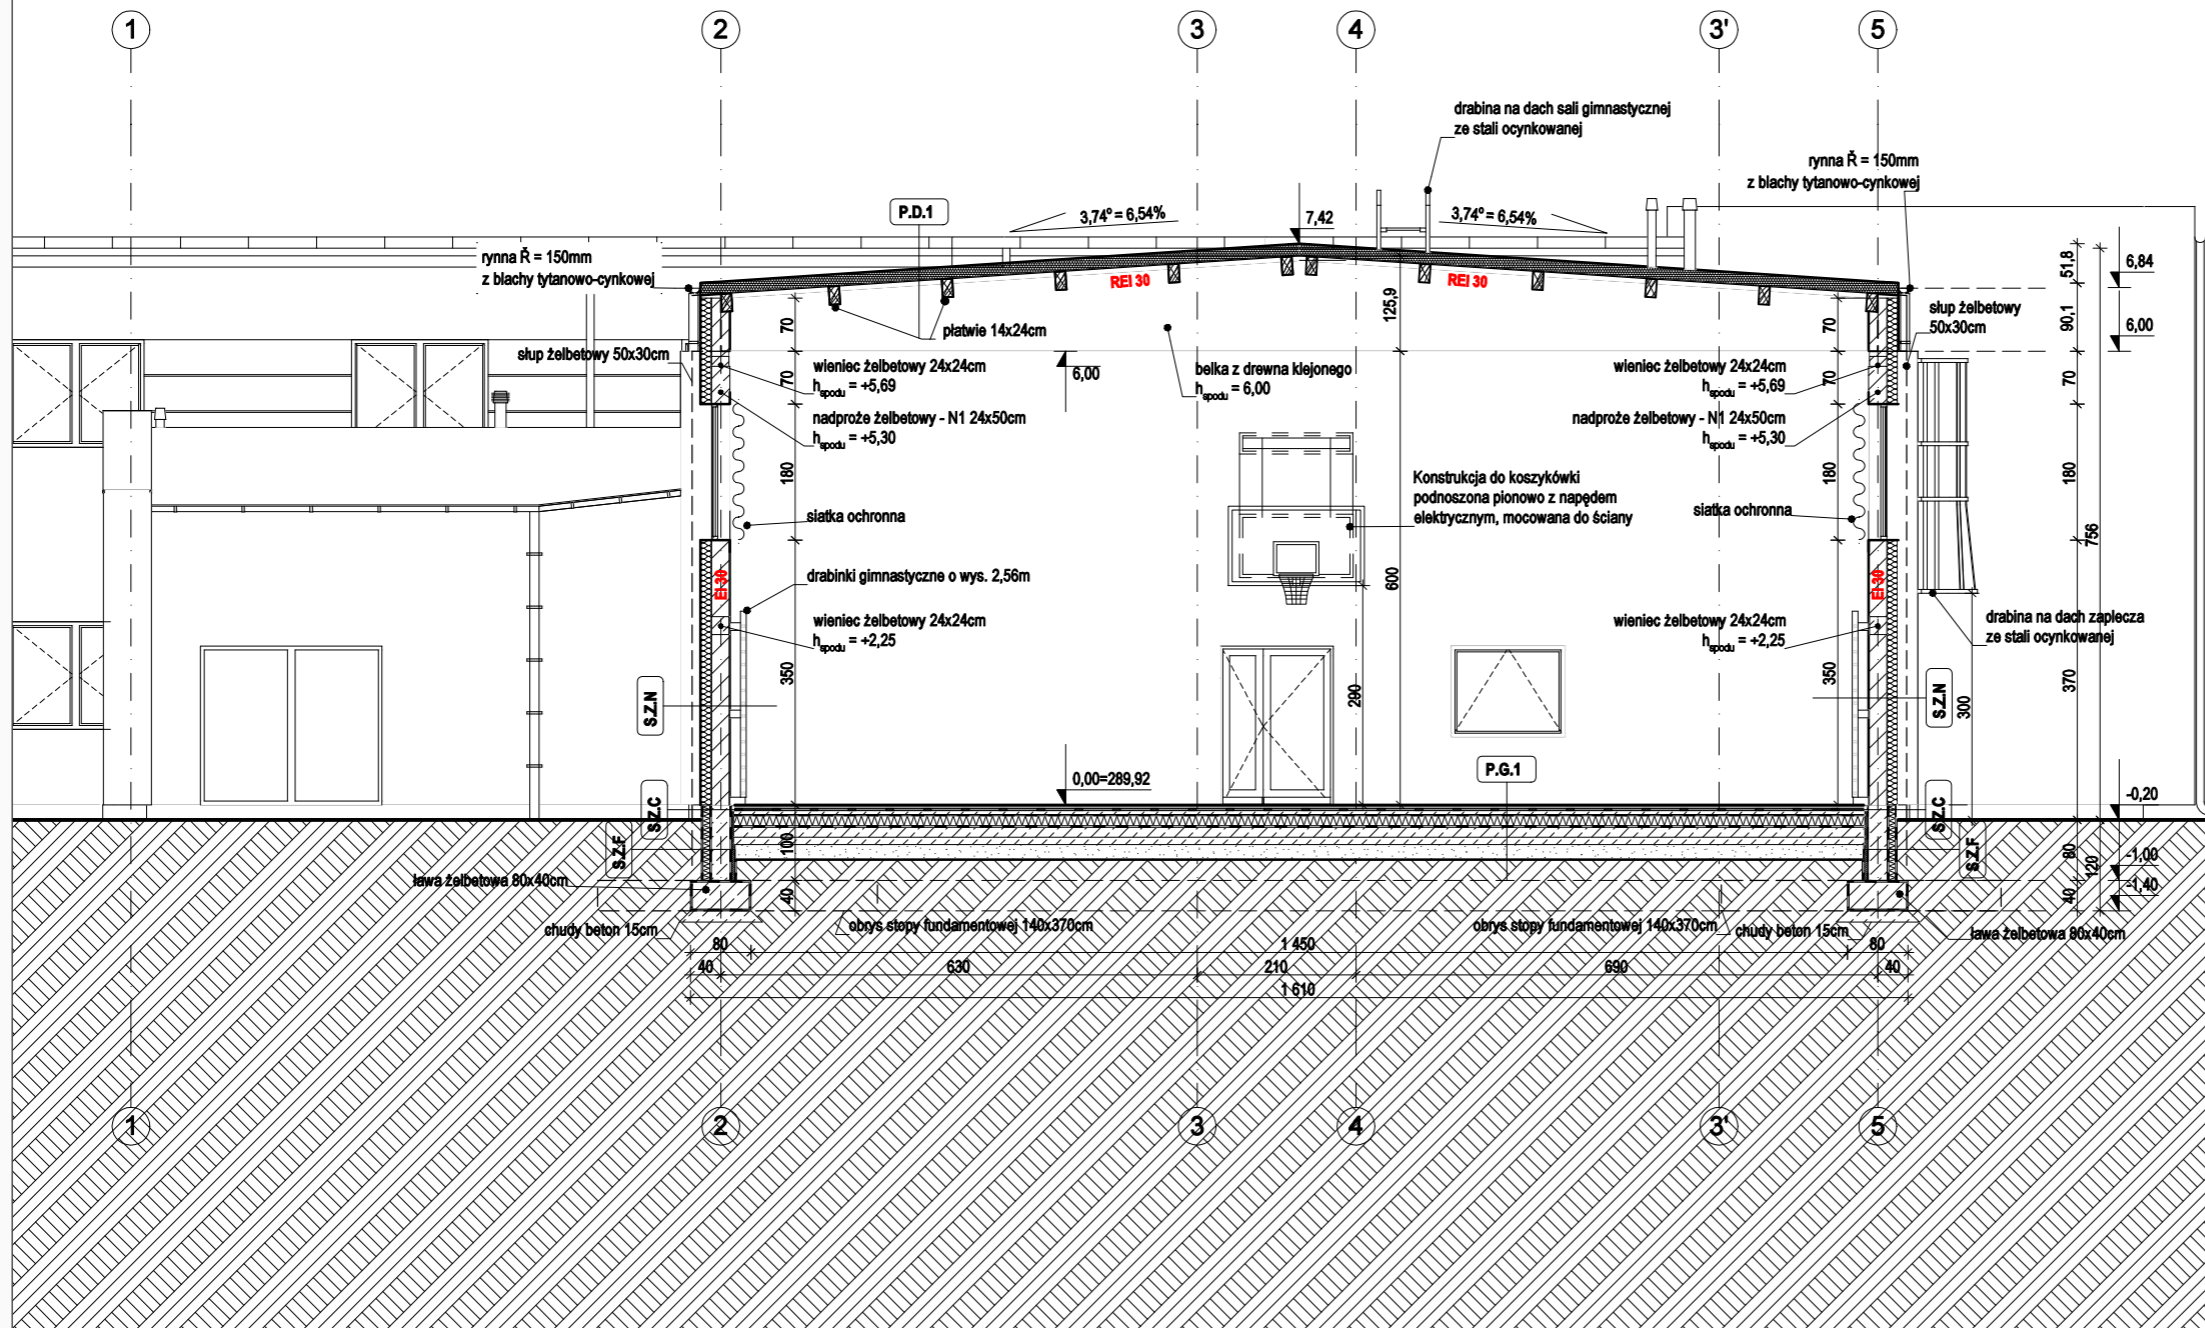 1
2
3
4
3'
5
drabina na dach sali gimnastycznej
ze stali ocynkowanej
rynna Ř = 150mm
z blachy tytanowo-cynkowej
P.D.1
3,74° = 6,54%
7,42
3,74° = 6,54%
rynna Ř = 150mm
z blachy tytanowo-cynkowej
51,8
6,84
REI 30
REI 30
125,9
90,1
6,00
70
płatwie 14x24cm
70
słup żelbetowy
50x30cm
słup żelbetowy 50x30cm
wieniec żelbetowy 24x24cm
hspodu = +5,69
70
6,00
belka z drewna klejonego
hspodu = 6,00
wieniec żelbetowy 24x24cm
hspodu = +5,69
70
70
nadproże żelbetowy - N1 24x50cm
hspodu = +5,30
nadproże żelbetowy - N1 24x50cm
hspodu = +5,30
180
Konstrukcja do koszykówki
podnoszona pionowo z napędem
elektrycznym, mocowana do ściany
180
180
siatka ochronna
siatka ochronna
756
EI 30
drabinki gimnastyczne o wys. 2,56m
600
EI 30
wieniec żelbetowy 24x24cm
hspodu = +2,25
wieniec żelbetowy 24x24cm
hspodu = +2,25
drabina na dach zaplecza
ze stali ocynkowanej
350
350
370
S.Z.N
290
S.Z.N
300
0,00=289,92
P.G.1
-0,20
S.Z.C
S.Z.C
S.Z.F
100
S.Z.F
80
120
-1,00
ława żelbetowa 80x40cm
40
40
-1,40
chudy beton 15cm
obrys stopy fundamentowej 140x370cm
obrys stopy fundamentowej 140x370cm
chudy beton 15cm
ława żelbetowa 80x40cm
80
1 450
80
40
630
210
690
40
1 610
1
2
3
4
3'
5